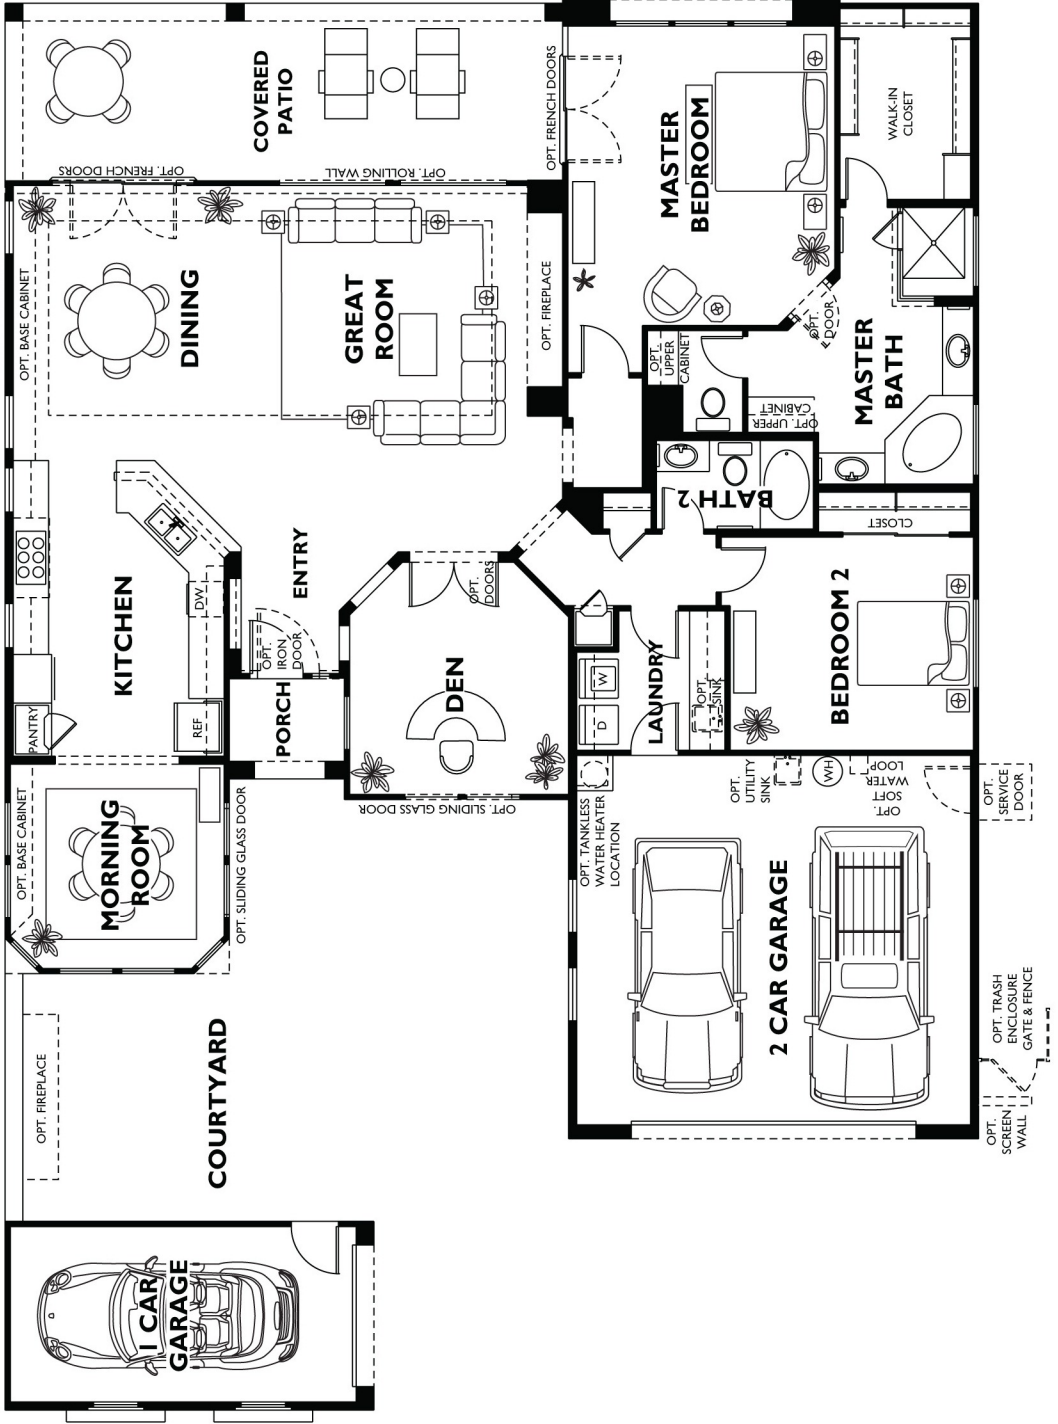 COVERED
PATIO
OPT. FRENCH DOORS
OPT. ROLLING WALL
OPT. FRENCH DOORS
MASTER
BEDROOM
WALK-IN
CLOSET
OPT. BASE CABINET
DINING
GREAT
ROOM
OPT. FIREPLACE
OPT.
DOOR
OPT.
UPPER
CABINET
OPT. UPPER
CABINET
MASTER
BATH
BATH 2
CLOSET
KITCHEN
DW
ENTRY
OPT.
IRON
DOOR
OPT.
DOORS
DEN
PANTRY
REF
PORCH
W
D
LAUNDRY
OPT.
SINK
BEDROOM 2
OPT. BASE CABINET
MORNING
ROOM
OPT. SLIDING GLASS DOOR
OPT. SLIDING GLASS DOOR
OPT. TANKLESS
WATER HEATER
LOCATION
OPT.
UTILITY
SINK
WH
OPT.
SOFT
WATER
LOOP
OPT.
SERVICE
DOOR
2 CAR GARAGE
OPT. TRASH
ENCLOSURE
GATE & FENCE
OPT.
SCREEN
WALL
OPT. FIREPLACE
COURTYARD
1 CAR
GARAGE